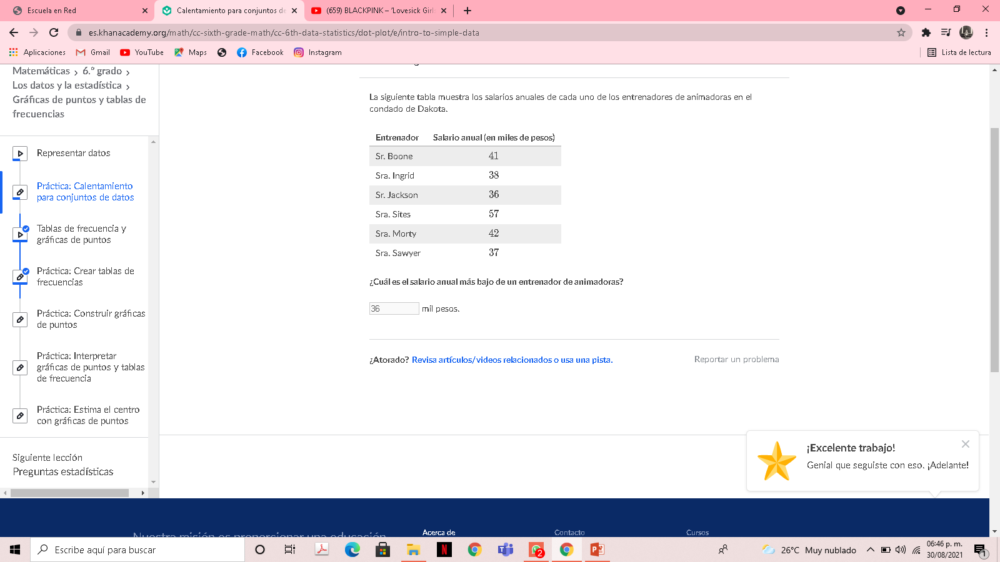 Escuela en Red
Calentamiento para conjuntos de
(659) BLACKPINK – 'Lovesick Girl
es.khanacademy.org/math/cc-sixth-grade-math/cc-6th-data-statistics/dot-plot/e/intro-to-simple-data
Aplicaciones Gmail YouTube Maps Facebook Instagram Lista de lectura
Matemáticas > 6.º grado >
Los datos y la estadística >
Gráficas de puntos y tablas de
frecuencias
Representar datos
Práctica: Calentamiento
para conjuntos de datos
Tablas de frecuencia y
gráficas de puntos
Práctica: Crear tablas de
frecuencias
Práctica: Construir gráficas
de puntos
Práctica: Interpretar
gráficas de puntos y tablas
de frecuencia
Práctica: Estima el centro
con gráficas de puntos
Siguiente lección
Preguntas estadísticas
La siguiente tabla muestra los salarios anuales de cada uno de los entrenadores de animadoras en el
condado de Dakota.
Entrenador Salario anual (en miles de pesos)
Sr. Boone 41
Sra. Ingrid 38
Sr. Jackson 36
Sra. Sites 57
Sra. Morty 42
Sra. Sawyer 37
¿Cuál es el salario anual más bajo de un entrenador de animadoras?
36 mil pesos.
¿Atorado? Revisa artículos/videos relacionados o usa una pista.
Reportar un problema
¡Excelente trabajo!
Genial que seguiste con eso. ¡Adelante!
Nuestra misión es proporcionar una educación
Acerca de
Contacto
Cursos
Escribe aquí para buscar
2
26°C Muy nublado
06:46 p. m.
30/08/2021
1